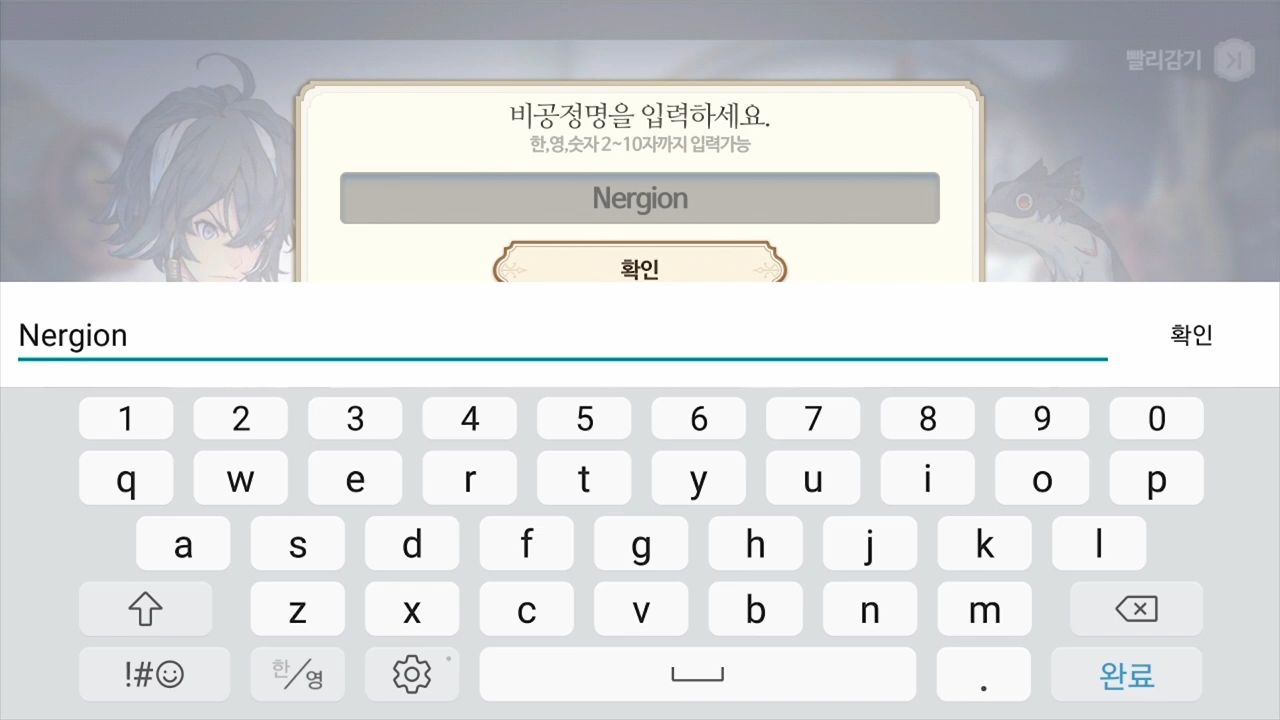 빨리감기
비공정명을 입력하세요.
한,영,숫자 2~10자까지 입력가능
Nergion
확인
Nergion 확인
1 2 3 4 5 6 7 8 9 0
q w e r t y u i o p
a s d f g h j k l
z x c v b n m
!#☺ 한/영 . 완료